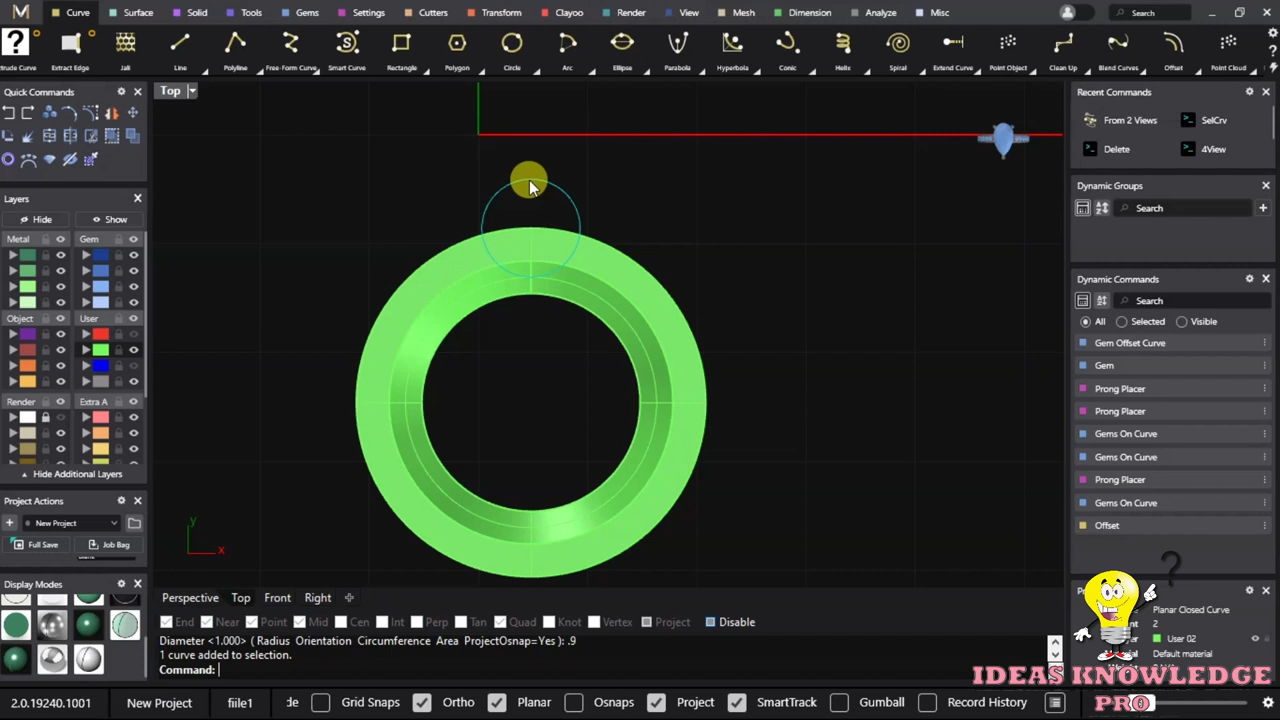 Curve Surface Solid Tools Gems Settings Cutters Transform Clayoo Render View Mesh Dimension Analyze Misc Search
Extract Edge Jali Line Polyline Free-Form Curve Smart Curve Rectangle Polygon Circle Arc Ellipse Parabola Hyperbola Conic Helix Spiral Extend Curve Point Object Clean Up Blend Curves Offset Point Cloud
Quick Commands
Top
Recent Commands
From 2 Views SelCrv
Delete 4View
Layers
Hide Show
Metal Gem
Object User
Render Extra A
Hide Additional Layers
Dynamic Groups
Search
Dynamic Commands
Search
All Selected Visible
Gem Offset Curve
Gem
Prong Placer
Prong Placer
Gems On Curve
Gems On Curve
Prong Placer
Gems On Curve
Offset
Project Actions
New Project
Full Save Job Bag
Display Modes
y
x
Perspective Top Front Right
End Near Point Mid Cen Int Perp Tan Quad Knot Vertex Project Disable
Diameter <1.000> ( Radius Orientation Circumference Area ProjectOsnap=Yes ): .9
1 curve added to selection.
Command:
Planar Closed Curve
2
User 02
Default material
IDEAS KNOWLEDGE
PRO
2.0.19240.1001 New Project fiile1 de Grid Snaps Ortho Planar Osnaps Project SmartTrack Gumball Record History